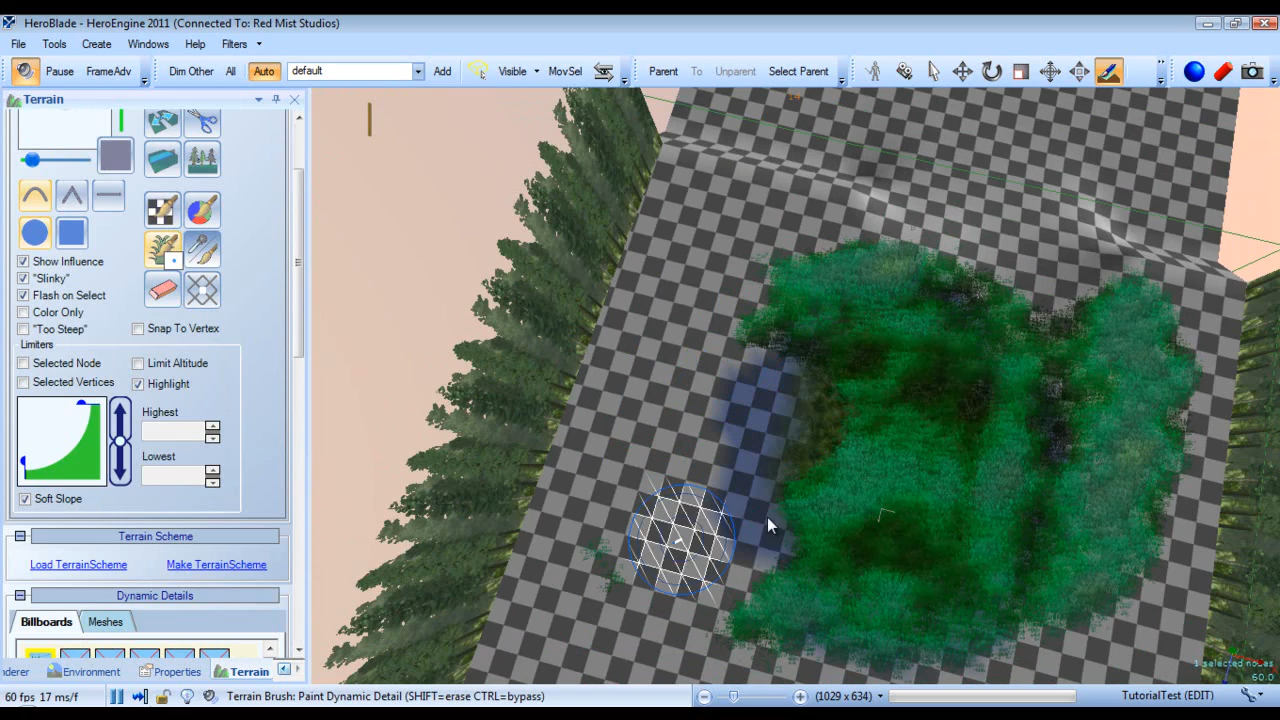 HeroBlade - HeroEngine 2011 (Connected To: Red Mist Studios)
File Tools Create Windows Help Filters
Pause FrameAdv Dim Other All Auto default Add Visible MovSel Parent To Unparent Select Parent
Terrain
Show Influence
"Slinky"
Flash on Select
Color Only
"Too Steep" Snap To Vertex
Limiters
Selected Node Limit Altitude
Selected Vertices Highlight
Highest
Lowest
Soft Slope
Terrain Scheme
Load TerrainScheme Make TerrainScheme
Dynamic Details
Billboards Meshes
derer Environment Properties Terrain
1 selected nodes
60.0
60 fps 17 ms/f Terrain Brush: Paint Dynamic Detail (SHIFT=erase CTRL=bypass) (1029 x 634) TutorialTest (EDIT)